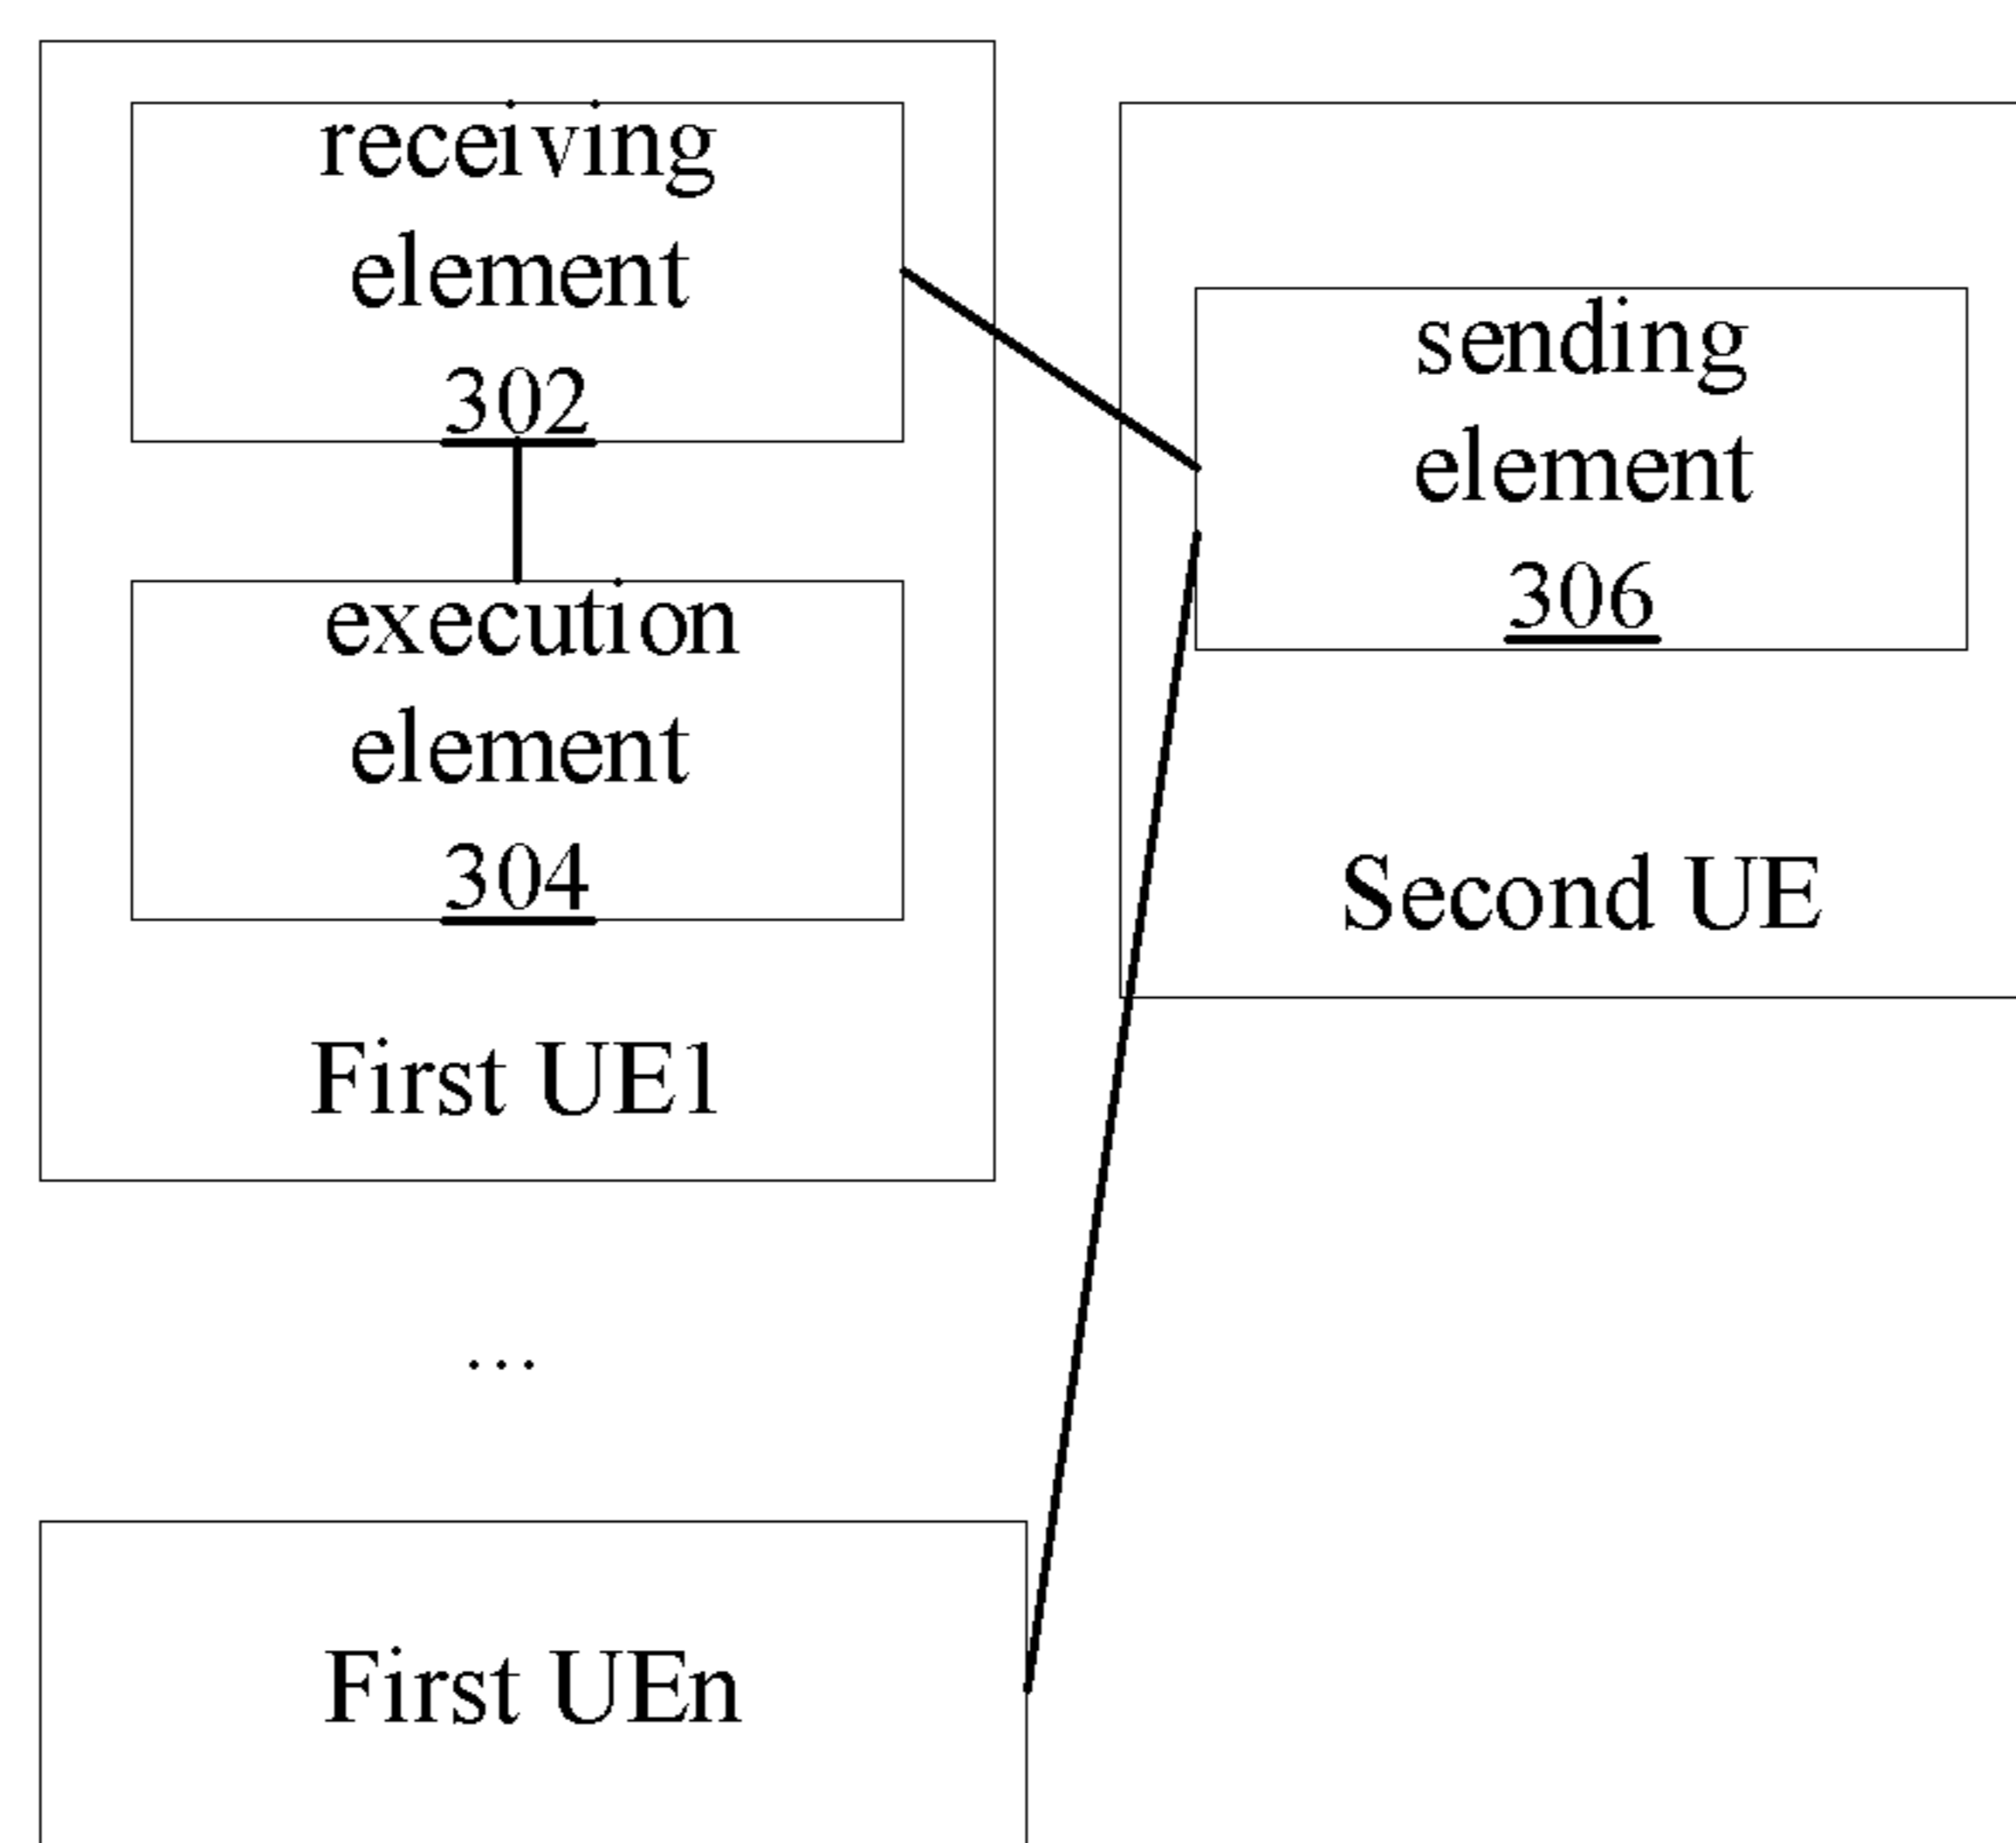 receiving
element
302
execution
element
304
First UE1
sending
element
306
Second UE
...
First UEn